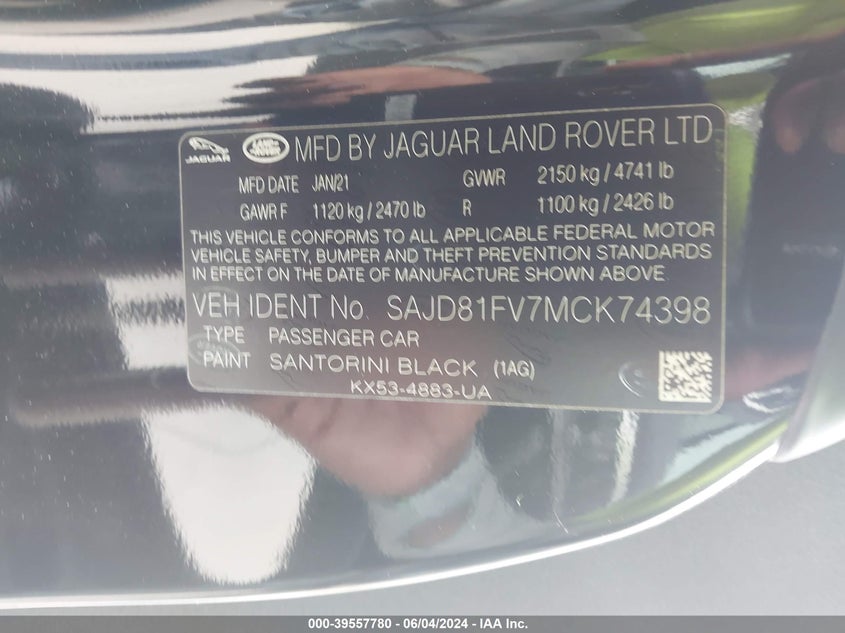 JAGUAR LAND ROVER MFD BY JAGUAR LAND ROVER LTD
MFD DATE JAN/21 GVWR 2150 kg / 4741 lb
GAWR F 1120 kg / 2470 lb R 1100 kg / 2426 lb
THIS VEHICLE CONFORMS TO ALL APPLICABLE FEDERAL MOTOR
VEHICLE SAFETY, BUMPER AND THEFT PREVENTION STANDARDS
IN EFFECT ON THE DATE OF MANUFACTURE SHOWN ABOVE
VEH IDENT No. SAJD81FV7MCK74398
TYPE PASSENGER CAR
PAINT SANTORINI BLACK (1AG)
KX53-4883-UA
000-39557780 - 06/04/2024 - IAA Inc.